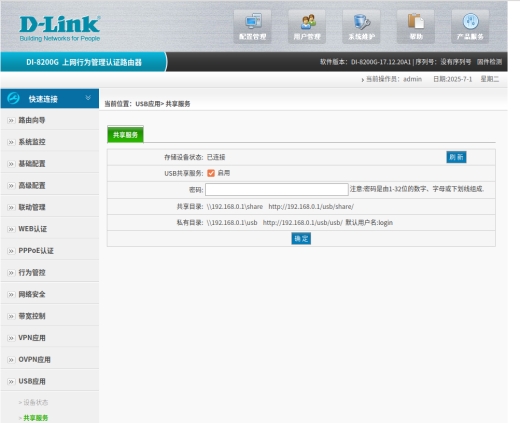 D-Link
Building Networks for People
配置管理
用户管理
系统维护
帮助
产品服务
DI-8200G 上网行为管理认证路由器
软件版本: DI-8200G-17.12.20A1 | 序列号: 没有序列号 固件检测
当前操作员: admin 日期:2025-7-1 星期二
快速连接
当前位置: USB应用> 共享服务
路由向导
系统监控
基础配置
高级配置
联动管理
WEB认证
PPPoE认证
行为管控
网络安全
带宽控制
VPN应用
OVPN应用
USB应用
> 设备状态
> 共享服务
共享服务
存储设备状态: 已连接
刷 新
USB共享服务: 启用
密码: 注意:密码是由1-32位的数字、字母或下划线组成.
共享目录: \\192.168.0.1\share http://192.168.0.1/usb/share/
私有目录: \\192.168.0.1\usb http://192.168.0.1/usb/usb/ 默认用户名:login
确 定